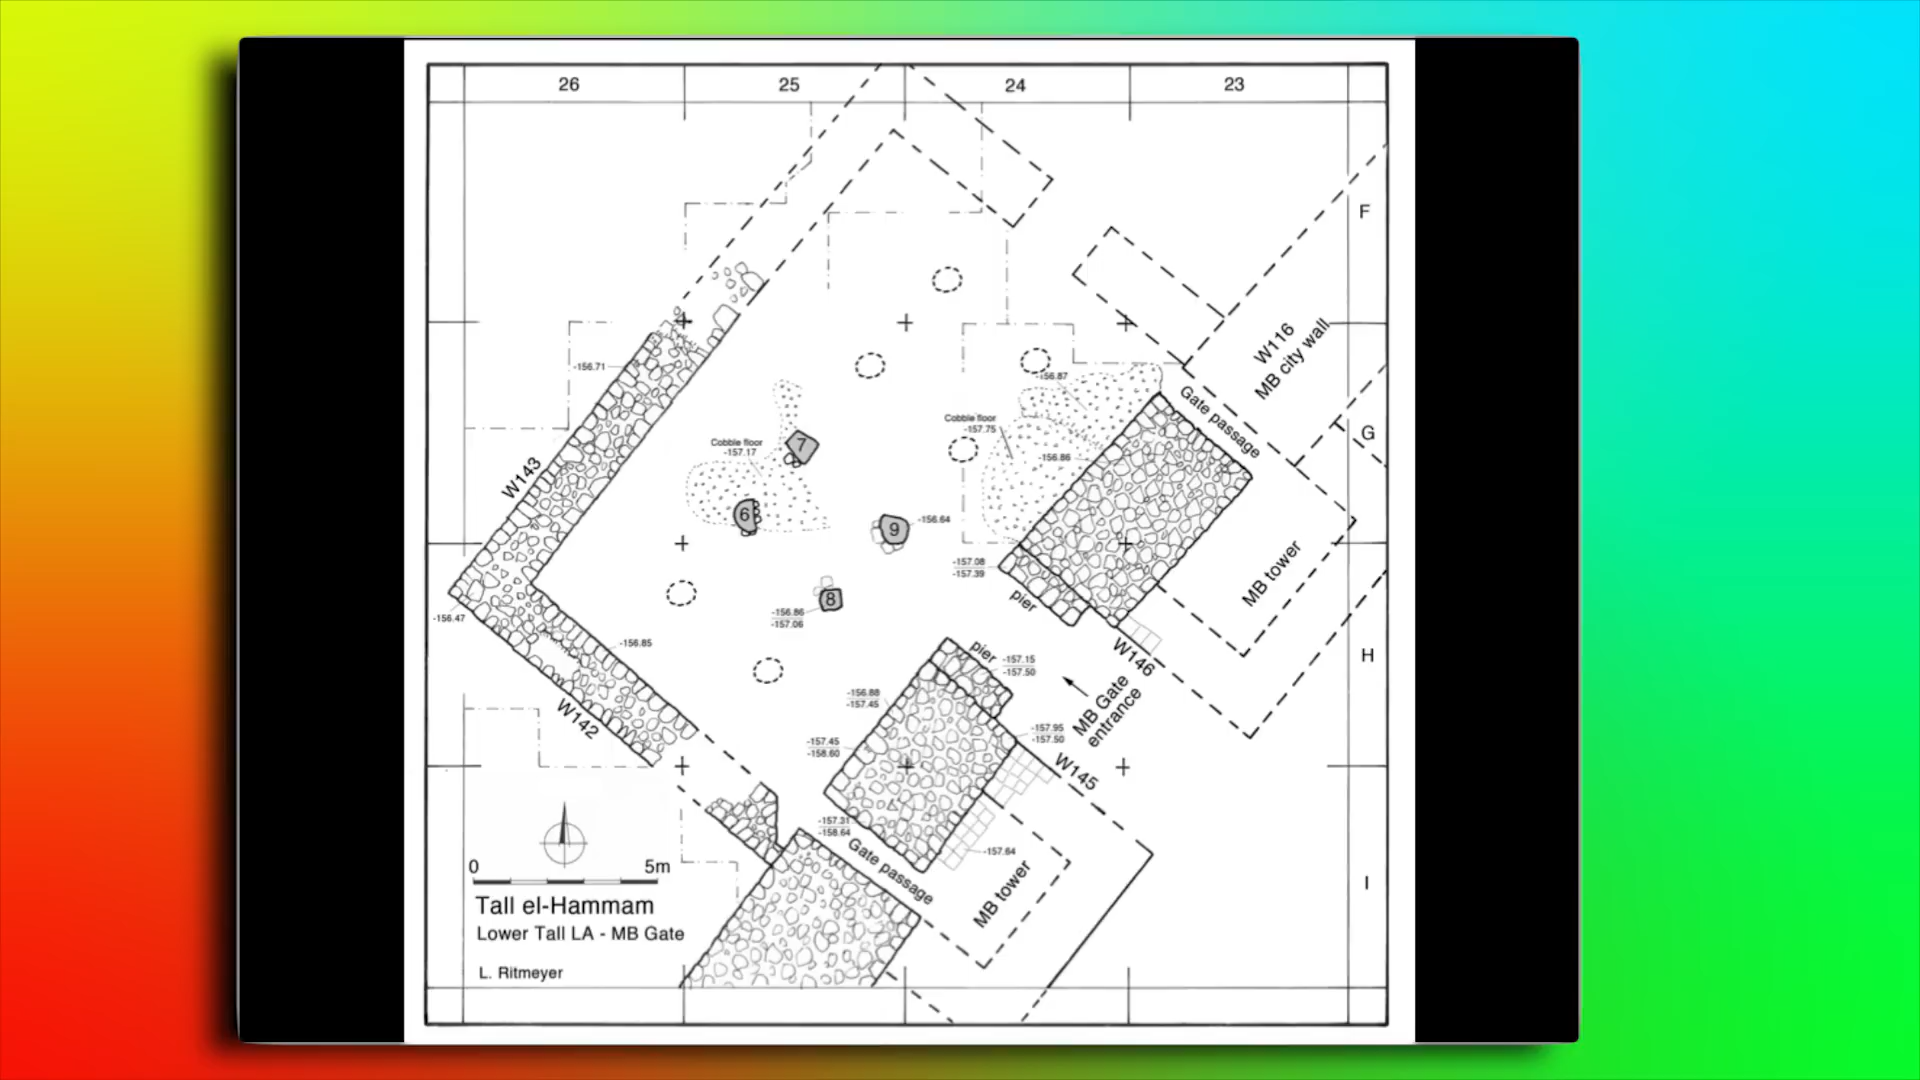 26 25 24 23
F
W116
MB city wall
-156.71
-156.87
Gate passage
Cobble floor
-157.75
G
Cobble floor
-157.17
7
-156.86
W143
6
9
-156.64
MB tower
-157.08
-157.39
pier
8
-156.86
-157.06
-156.47
-156.85
H
W146
pier
-157.15
-157.50
MB Gate
entrance
-156.88
-157.45
W142
-157.95
-157.50
-157.45
-158.60
W145
-157.31
-158.64
Gate passage
-157.64
0 5m
MB tower
I
Tall el-Hammam
Lower Tall LA - MB Gate
L. Ritmeyer